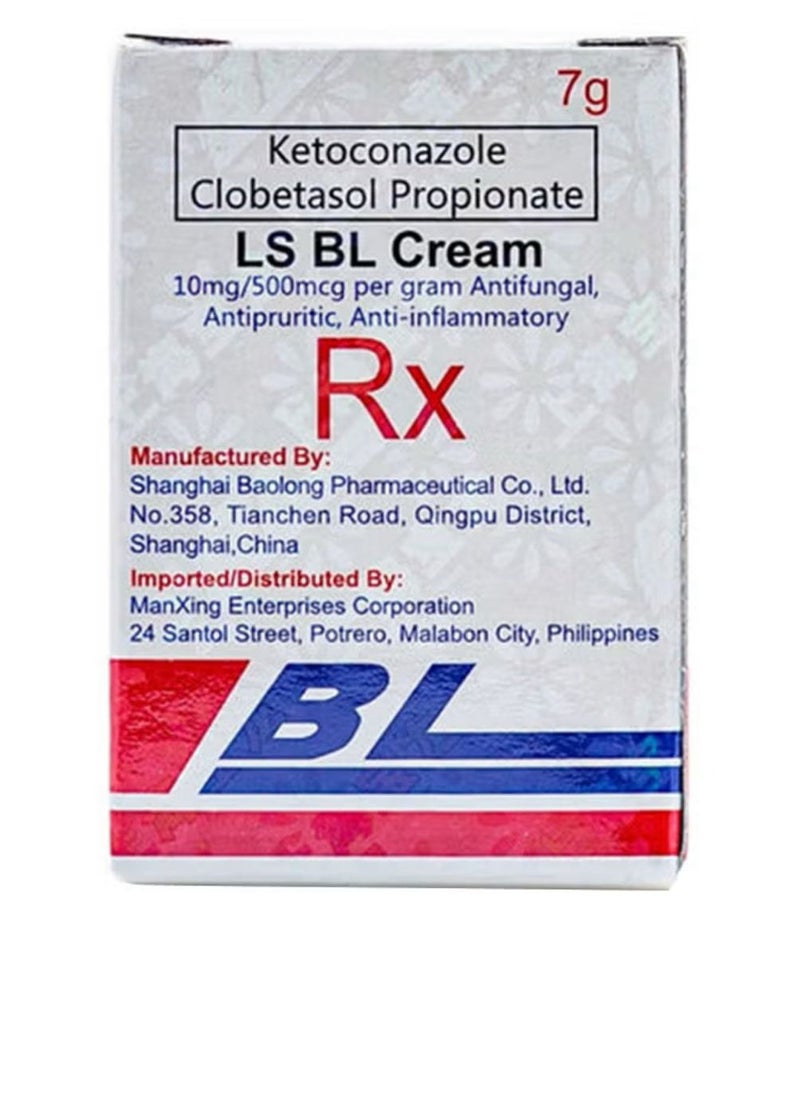 7g
Ketoconazole
Clobetasol Propionate
LS BL Cream
10mg/500mcg per gram Antifungal,
Antipruritic, Anti-inflammatory
Rx
Manufactured By:
Shanghai Baolong Pharmaceutical Co., Ltd.
No.358, Tianchen Road, Qingpu District,
Shanghai,China
Imported/Distributed By:
ManXing Enterprises Corporation
24 Santol Street, Potrero, Malabon City, Philippines
BL